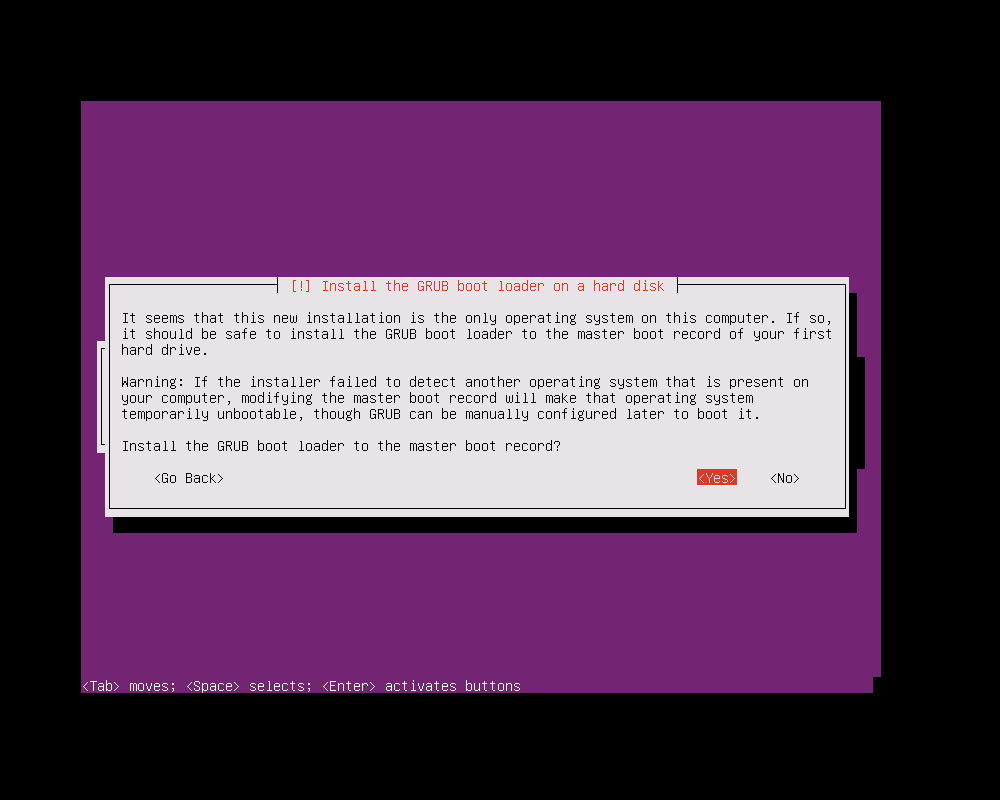 [!] Install the GRUB boot loader on a hard disk
It seems that this new installation is the only operating system on this computer. If so,
it should be safe to install the GRUB boot loader to the master boot record of your first
hard drive.
Warning: If the installer failed to detect another operating system that is present on
your computer, modifying the master boot record will make that operating system
temporarily unbootable, though GRUB can be manually configured later to boot it.
Install the GRUB boot loader to the master boot record?
<Go Back> <Yes> <No>
<Tab> moves; <Space> selects; <Enter> activates buttons